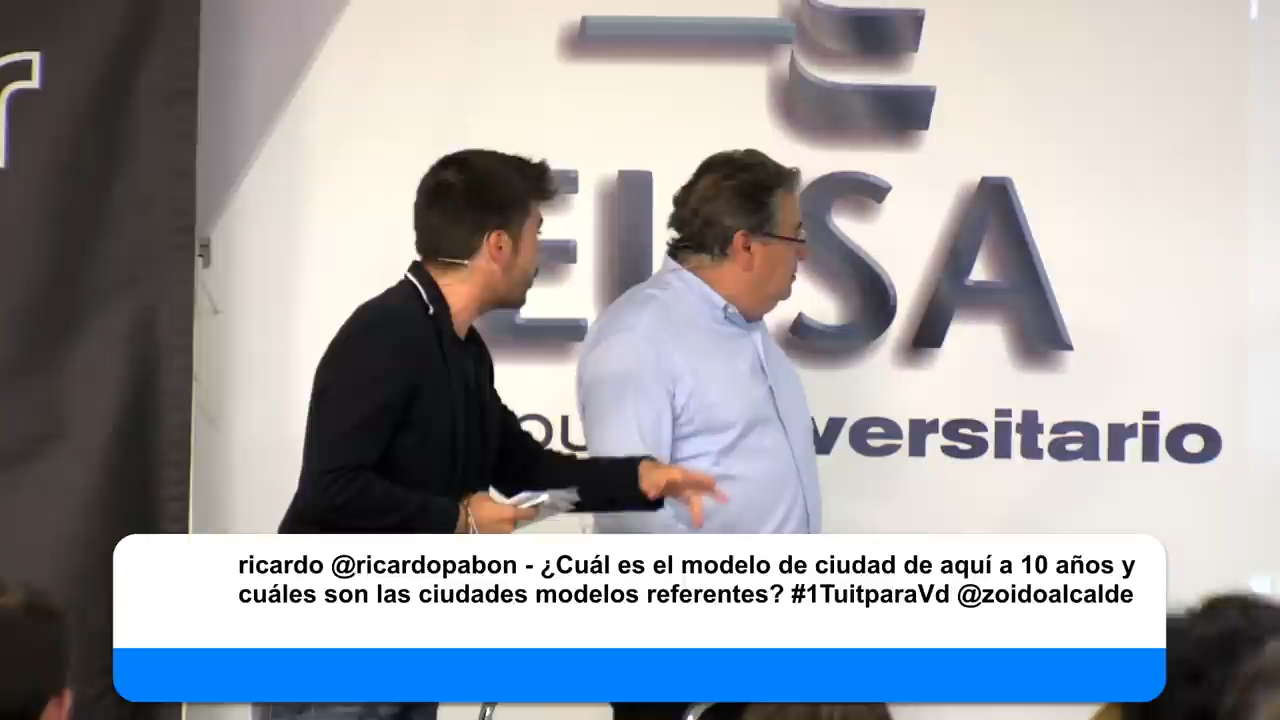 r
versitario
ricardo @ricardopabon - ¿Cuál es el modelo de ciudad de aquí a 10 años y
cuáles son las ciudades modelos referentes? #1TuitparaVd @zoidoalcalde